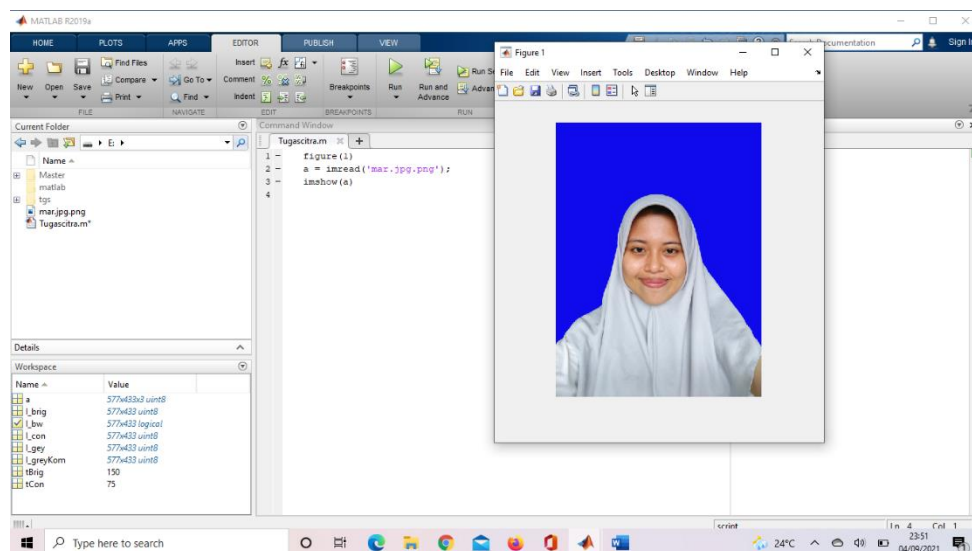 MATLAB R2019a
HOME PLOTS APPS EDITOR PUBLISH VIEW
Documentation
Sign In
New Open Save
Find Files
Compare
Print
Go To
Find
Insert
Comment
Indent
Breakpoints
Run
Run and
Advance
FILE NAVIGATE EDIT BREAKPOINTS RUN
Current Folder
E:
Name
Master
matlab
tgs
mar.jpg.png
Tugascitra.m*
Details
Workspace
Name Value
a 577x433x3 uint8
I_brig 577x433 uint8
I_bw 577x433 logical
I_con 577x433 uint8
I_gey 577x433 uint8
I_greyKom 577x433 uint8
tBrig 150
tCon 75
Command Window
Tugascitra.m
1 figure(1)
2 a = imread('mar.jpg.png');
3 imshow(a)
4
Figure 1
File Edit View Insert Tools Desktop Window Help
script
Ln 4 Col 1
Type here to search
24°C
23:51
04/09/2021